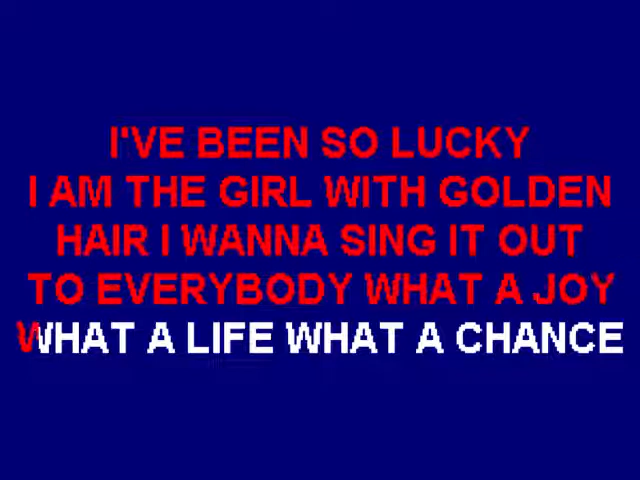 I'VE BEEN SO LUCKY
I AM THE GIRL WITH GOLDEN
HAIR I WANNA SING IT OUT
TO EVERYBODY WHAT A JOY
WHAT A LIFE WHAT A CHANCE